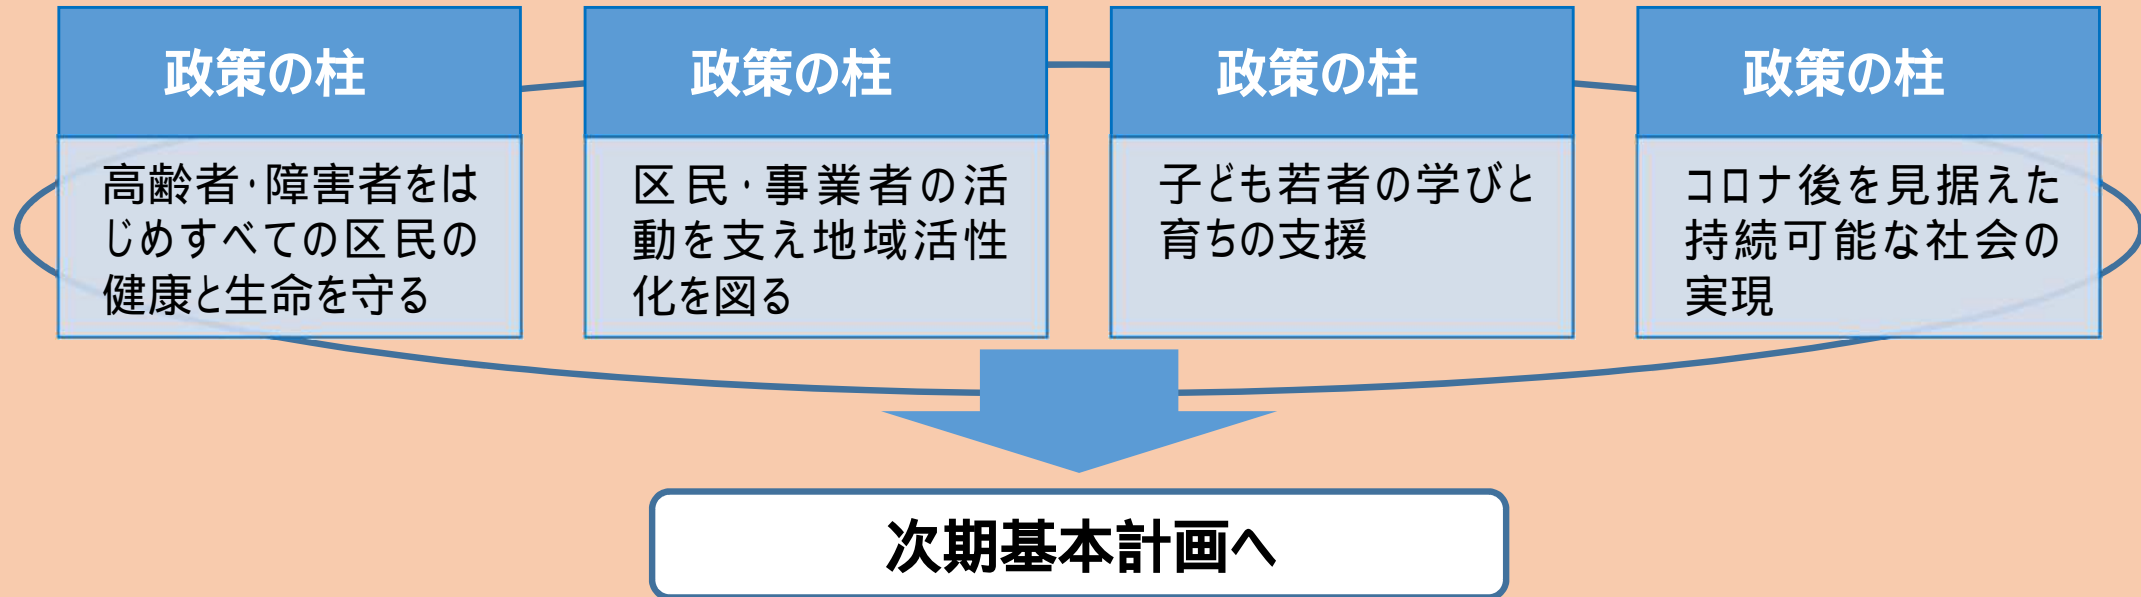 政策の柱
高齢者・障害者をは
じめすべての区民の
健康と生命を守る
政策の柱
区民・事業者の活
動を支え地域活性
化を図る
政策の柱
子ども若者の学びと
育ちの支援
政策の柱
コロナ後を見据えた
持続可能な社会の
実現
次期基本計画へ